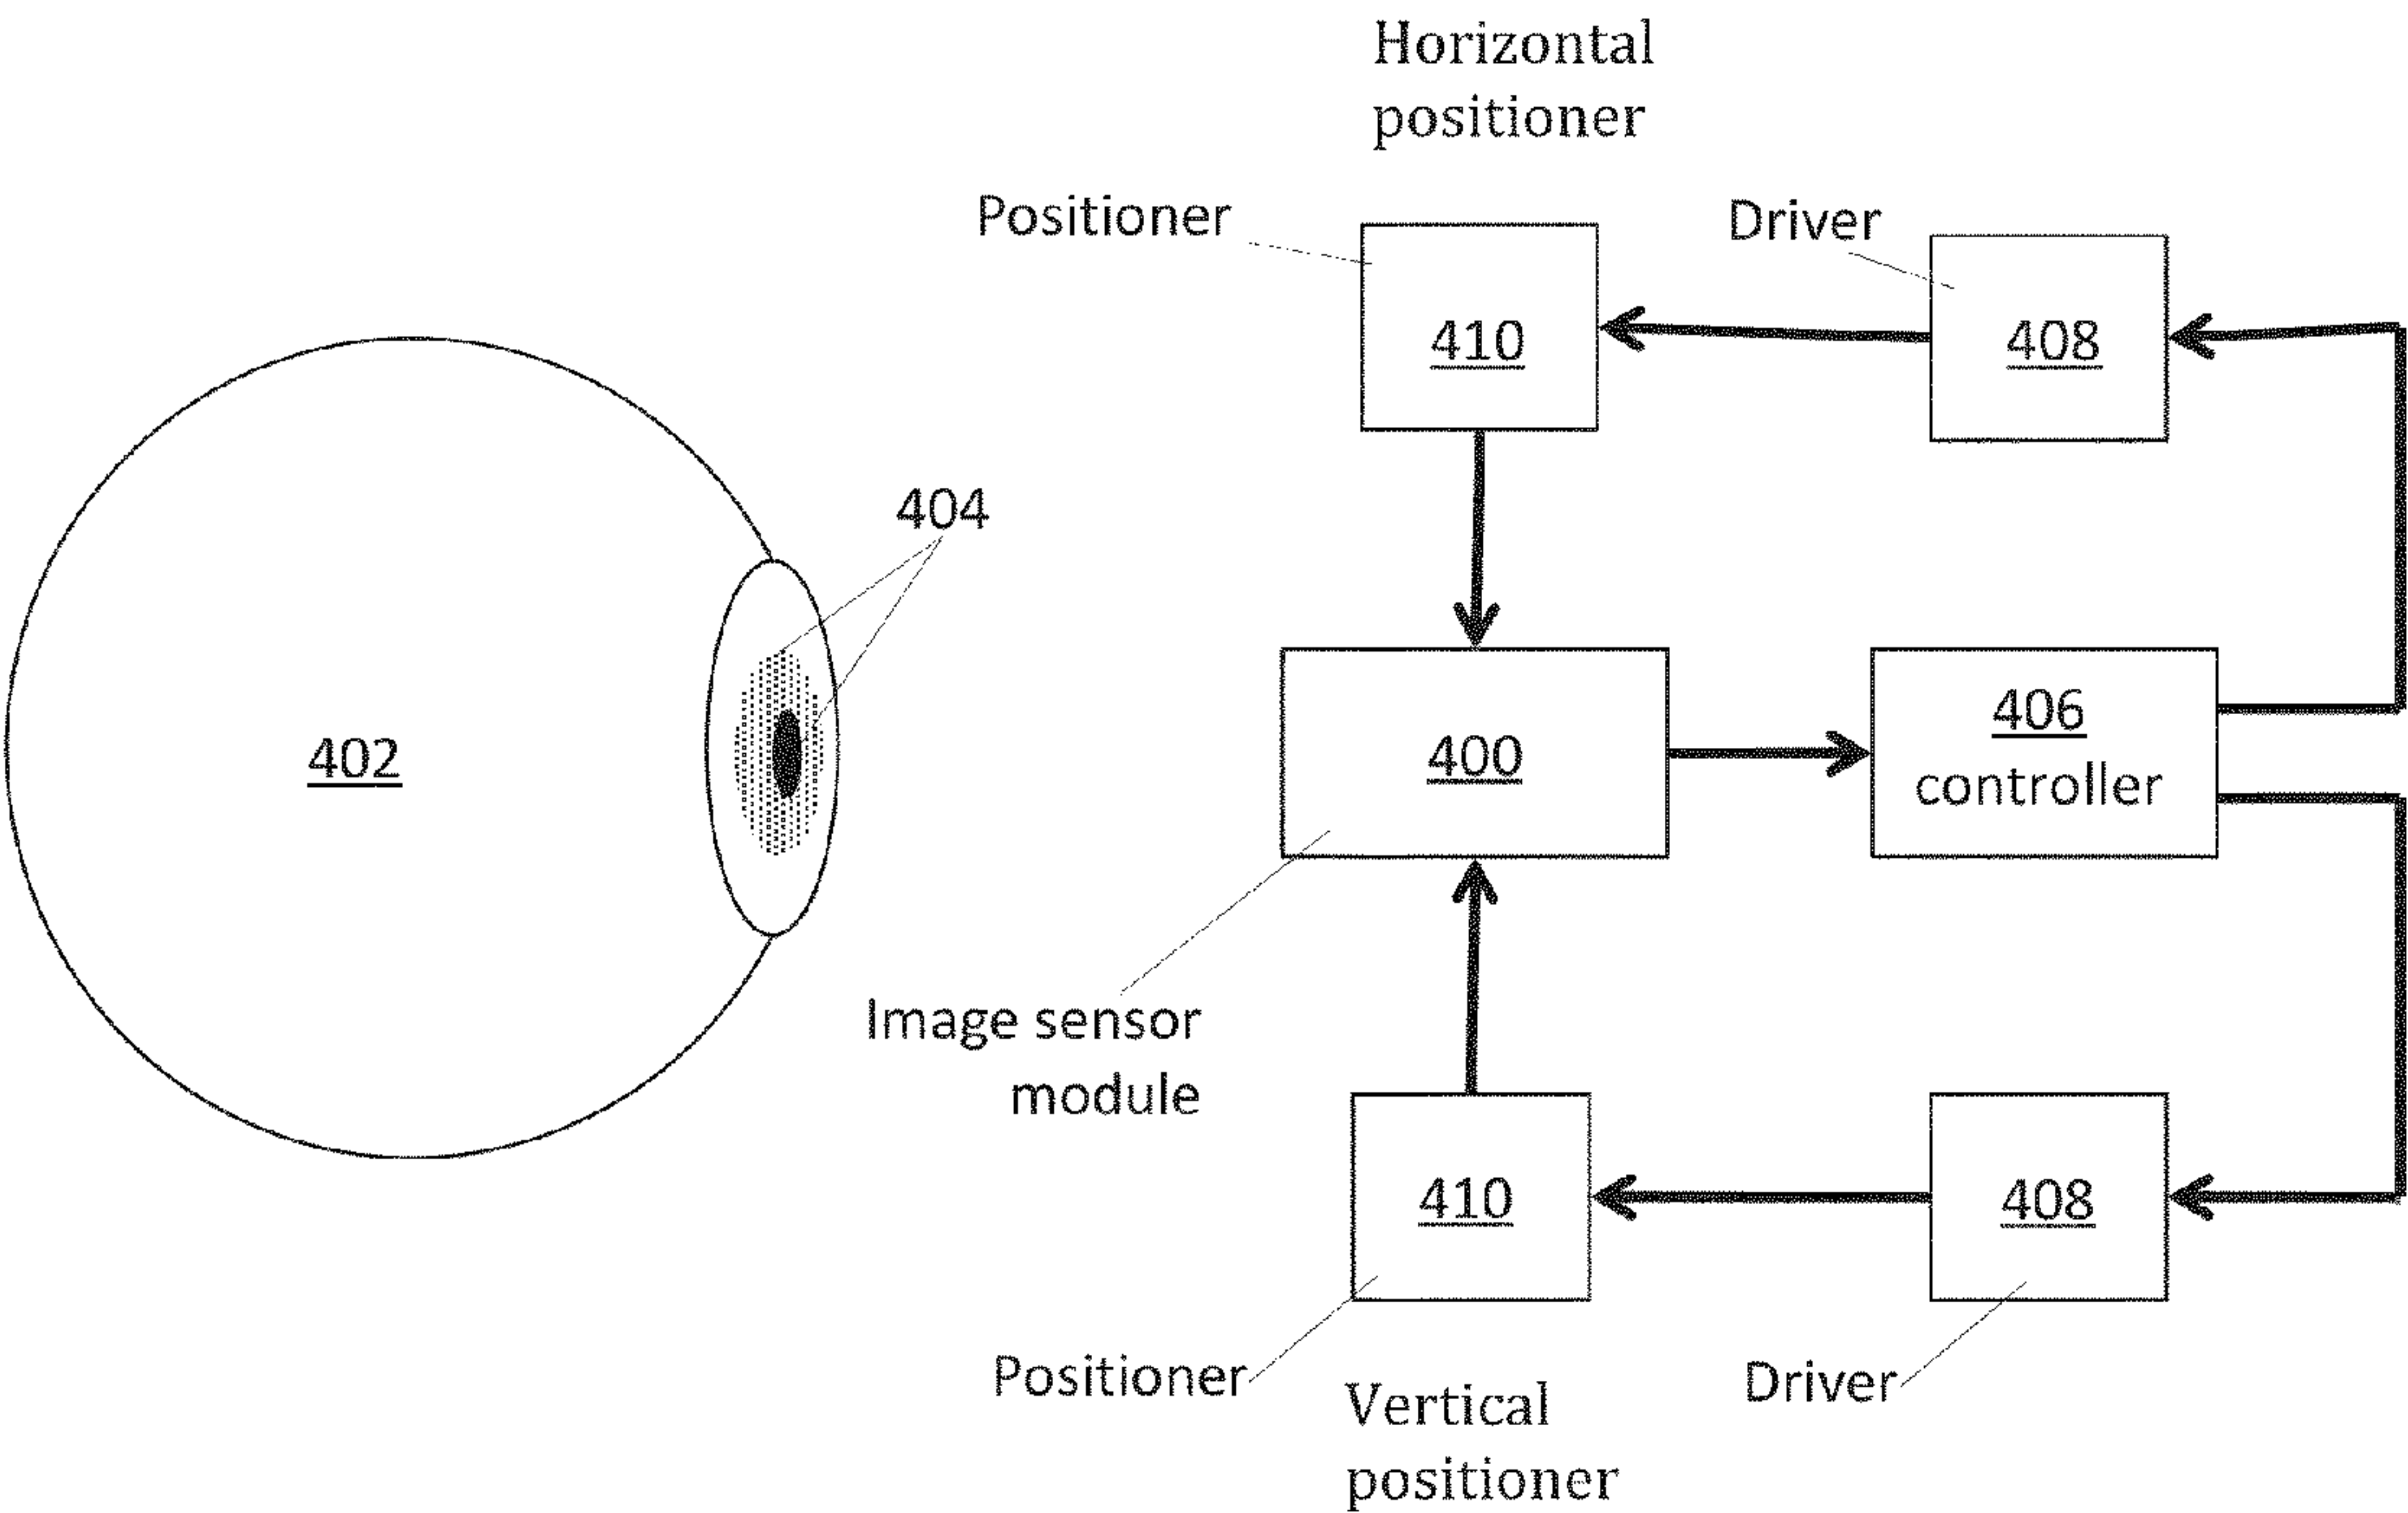 Horizontal
positioner
Positioner
Driver
410
408
404
402
400
406
controller
Image sensor
module
410
408
Positioner
Driver
Vertical
positioner